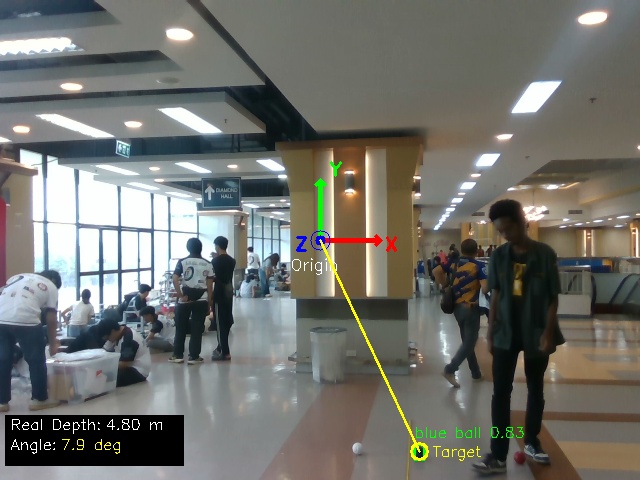 DIAMOND
HALL
Y
Z
X
Origin
blue ball 0.83
Target
Real Depth: 4.80 m
Angle: 7.9 deg